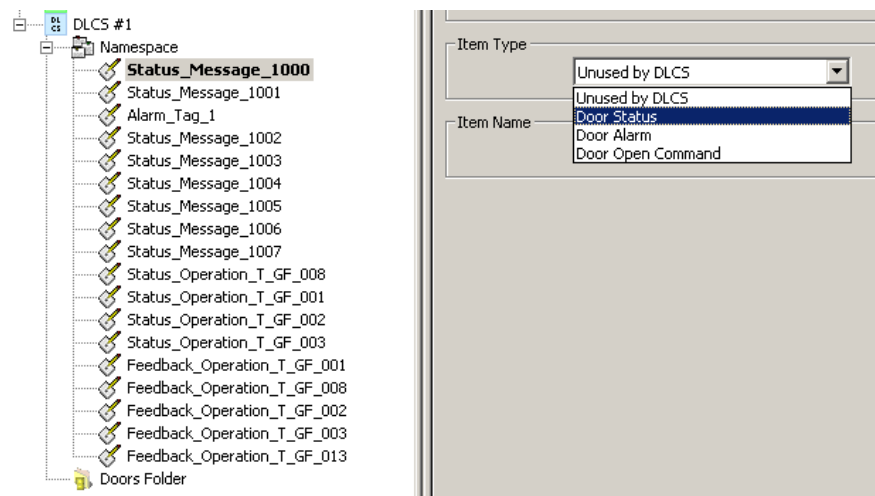 DL
CS
DLCS #1
Namespace
Status_Message_1000
Status_Message_1001
Alarm_Tag_1
Status_Message_1002
Status_Message_1003
Status_Message_1004
Status_Message_1005
Status_Message_1006
Status_Message_1007
Status_Operation_T_GF_008
Status_Operation_T_GF_001
Status_Operation_T_GF_002
Status_Operation_T_GF_003
Feedback_Operation_T_GF_001
Feedback_Operation_T_GF_008
Feedback_Operation_T_GF_002
Feedback_Operation_T_GF_003
Feedback_Operation_T_GF_013
Doors Folder
Item Type
Unused by DLCS
Unused by DLCS
Door Status
Door Alarm
Door Open Command
Item Name